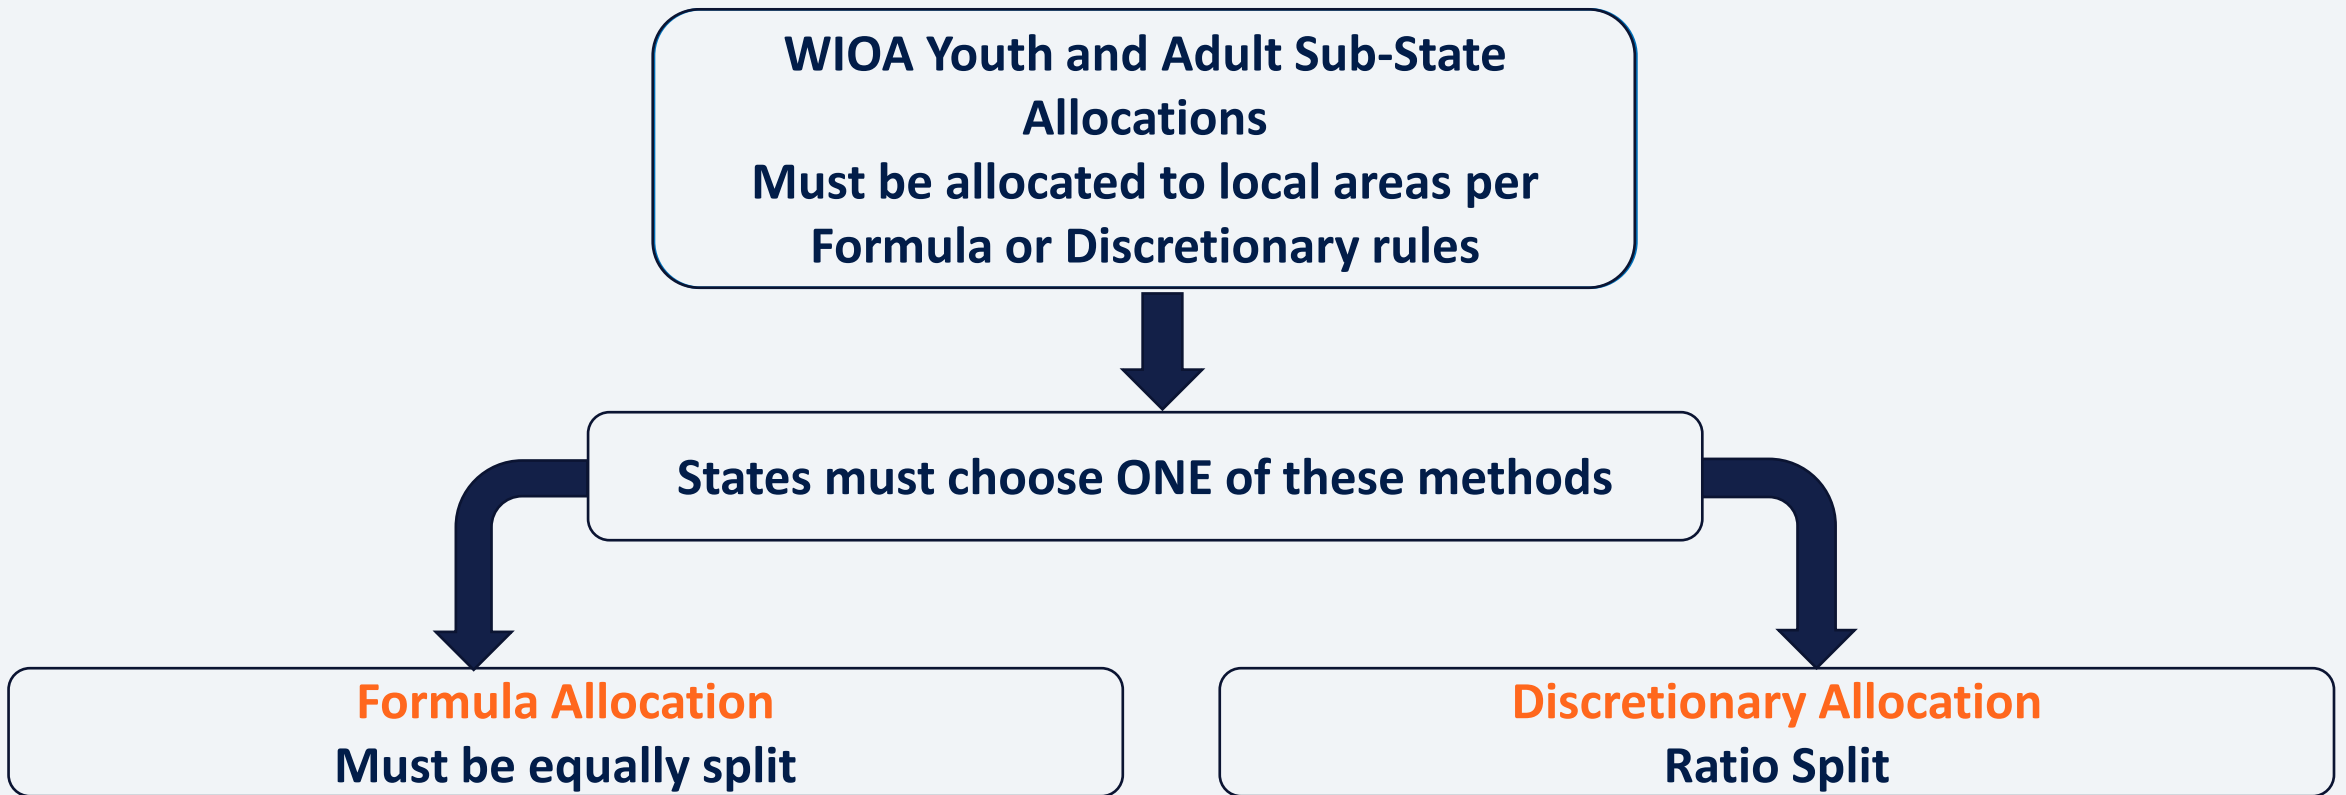 WIOA Youth and Adult Sub-State
Allocations
Must be allocated to local areas per
Formula or Discretionary rules
States must choose ONE of these methods
Formula Allocation
Must be equally split
Discretionary Allocation
Ratio Split